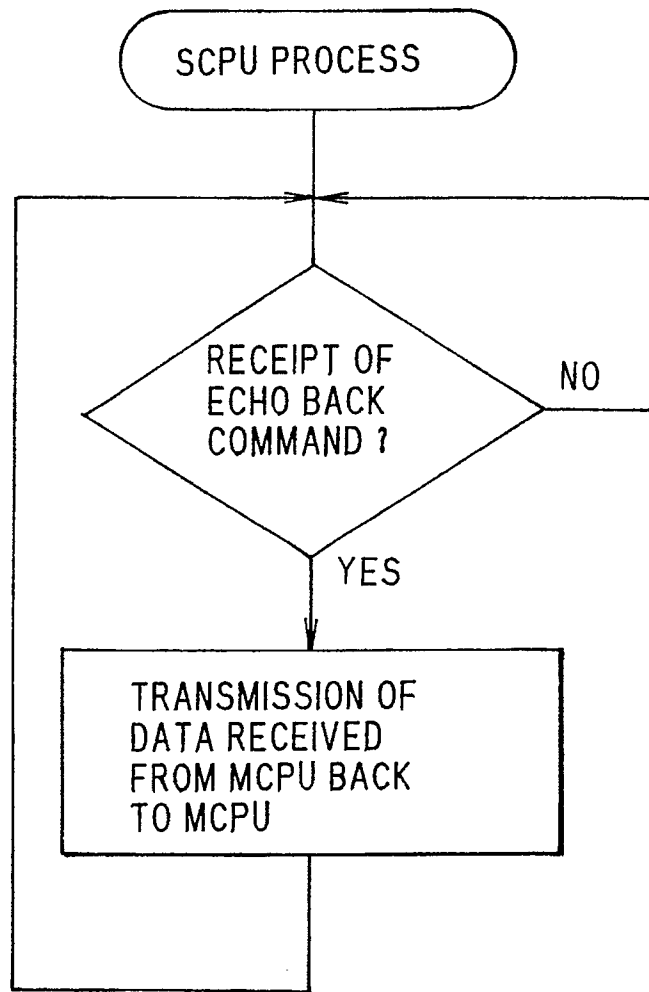 SCPU PROCESS
RECEIPT OF
ECHO BACK
COMMAND ?
NO
YES
TRANSMISSION OF
DATA RECEIVED
FROM MCPU BACK
TO MCPU